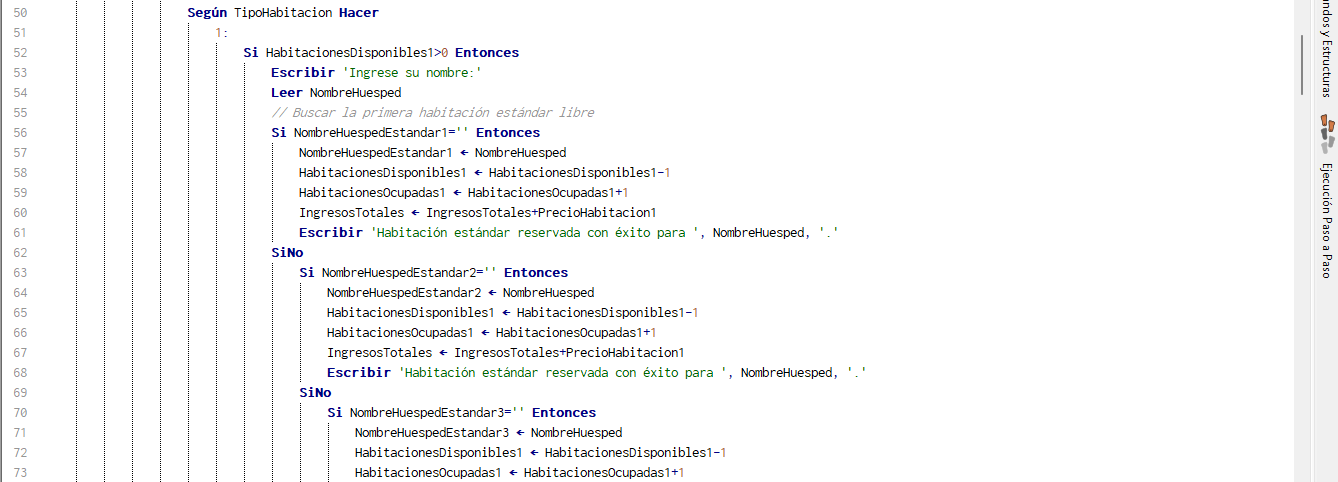 50 Según TipoHabitacion Hacer
51 1:
52 Si HabitacionesDisponibles1>0 Entonces
53 Escribir 'Ingrese su nombre:'
54 Leer NombreHuesped
55 // Buscar la primera habitación estándar libre
56 Si NombreHuespedEstandar1='' Entonces
57 NombreHuespedEstandar1 ← NombreHuesped
58 HabitacionesDisponibles1 ← HabitacionesDisponibles1-1
59 HabitacionesOcupadas1 ← HabitacionesOcupadas1+1
60 IngresosTotales ← IngresosTotales+PrecioHabitacion1
61 Escribir 'Habitación estándar reservada con éxito para ', NombreHuesped, '.'
62 SiNo
63 Si NombreHuespedEstandar2='' Entonces
64 NombreHuespedEstandar2 ← NombreHuesped
65 HabitacionesDisponibles1 ← HabitacionesDisponibles1-1
66 HabitacionesOcupadas1 ← HabitacionesOcupadas1+1
67 IngresosTotales ← IngresosTotales+PrecioHabitacion1
68 Escribir 'Habitación estándar reservada con éxito para ', NombreHuesped, '.'
69 SiNo
70 Si NombreHuespedEstandar3='' Entonces
71 NombreHuespedEstandar3 ← NombreHuesped
72 HabitacionesDisponibles1 ← HabitacionesDisponibles1-1
73 HabitacionesOcupadas1 ← HabitacionesOcupadas1+1
ndos y Estructuras
Ejecución Paso a Paso